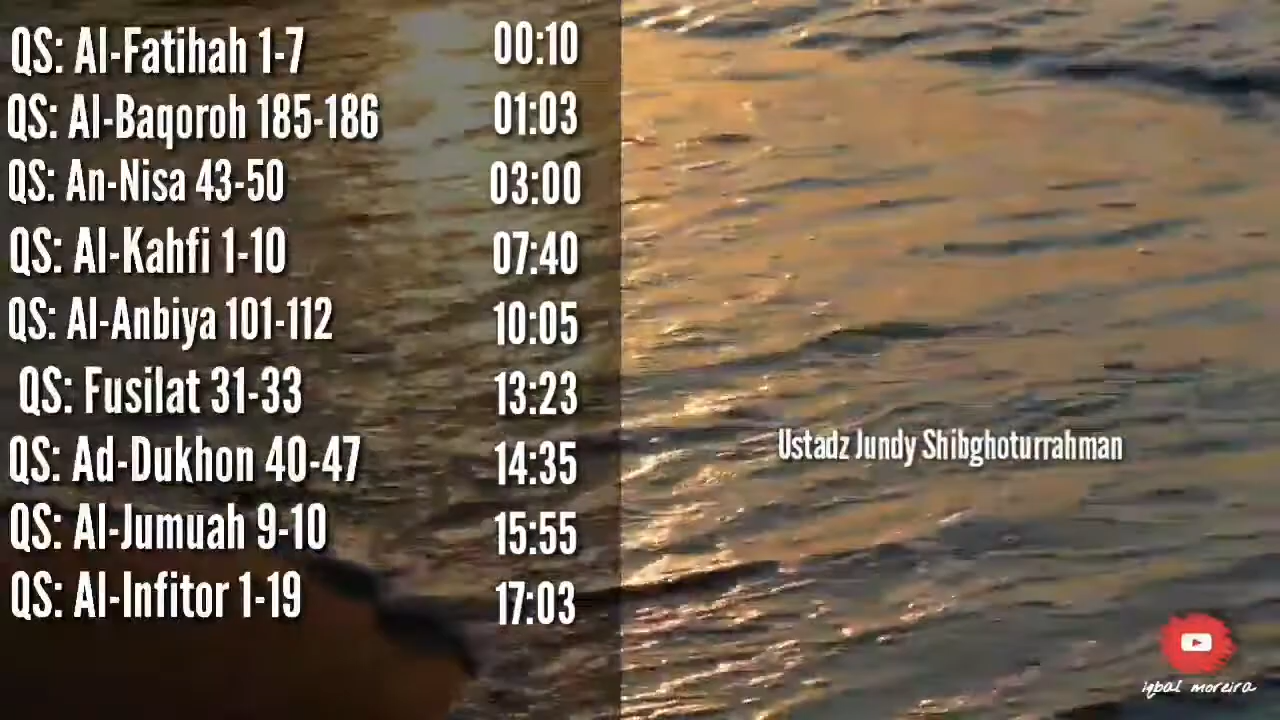 QS: Al-Fatihah 1-7 00:10
QS: Al-Baqoroh 185-186 01:03
QS: An-Nisa 43-50 03:00
QS: Al-Kahfi 1-10 07:40
QS: Al-Anbiya 101-112 10:05
QS: Fusilat 31-33 13:23
QS: Ad-Dukhon 40-47 14:35
QS: Al-Jumuah 9-10 15:55
QS: Al-Infitor 1-19 17:03
Ustadz Jundy Shibghoturrahman
iqbal moreira